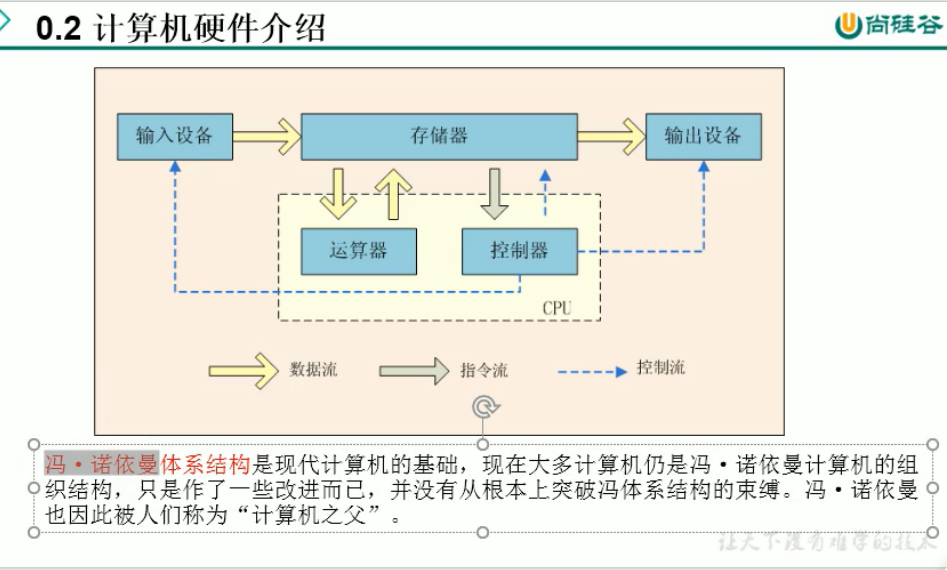 0.2 计算机硬件介绍
尚硅谷
输入设备
存储器
输出设备
运算器
控制器
CPU
数据流
指令流
控制流
冯·诺依曼体系结构是现代计算机的基础，现在大多计算机仍是冯·诺依曼计算机的组
织结构，只是作了一些改进而已，并没有从根本上突破冯体系结构的束缚。冯·诺依曼
也因此被人们称为“计算机之父”。
让天下没有难学的技术